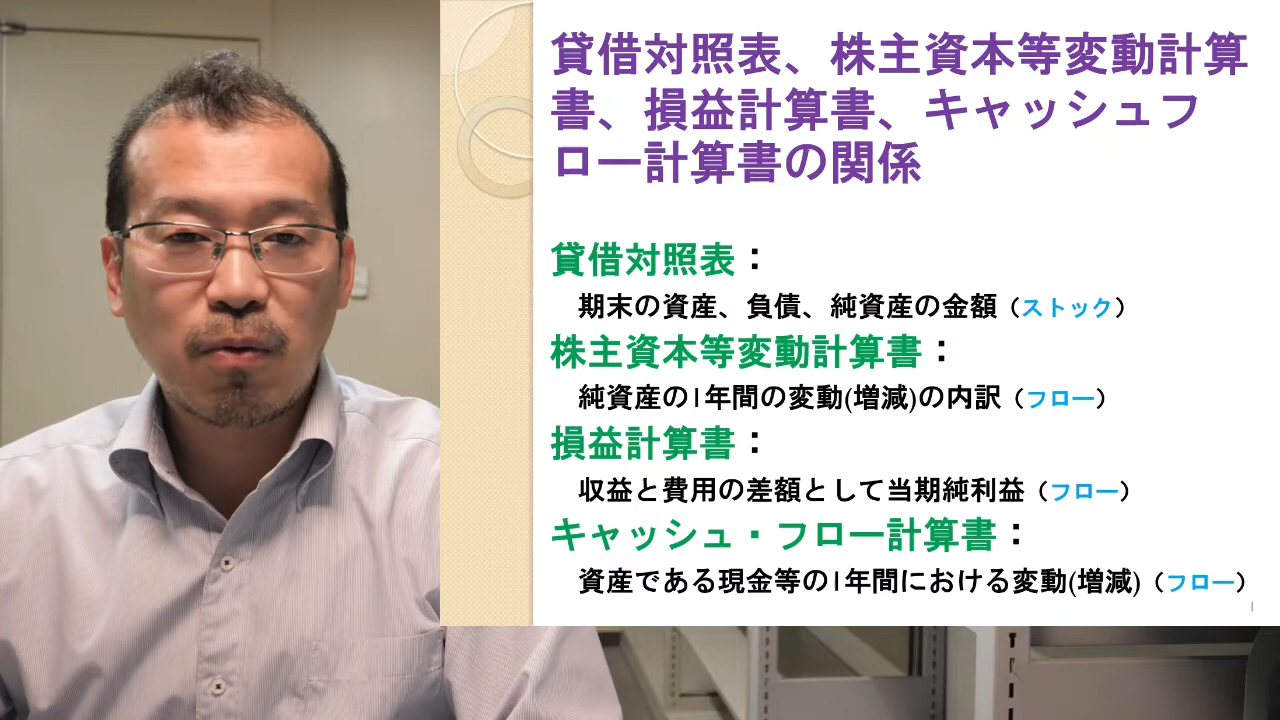 貸借対照表、株主資本等変動計算
書、損益計算書、キャッシュフ
ロー計算書の関係
貸借対照表：
期末の資産、負債、純資産の金額（ストック）
株主資本等変動計算書：
純資産の1年間の変動(増減)の内訳（フロー）
損益計算書：
収益と費用の差額として当期純利益（フロー）
キャッシュ・フロー計算書：
資産である現金等の1年間における変動(増減)（フロー）
1